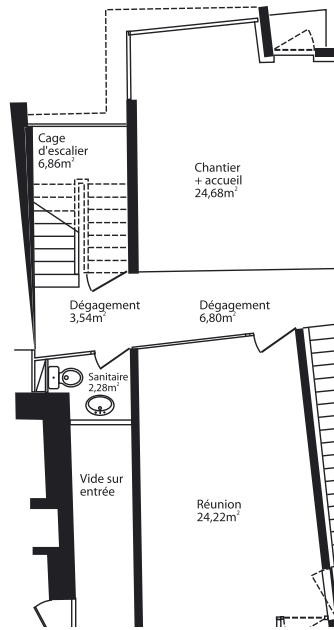 Cage
d'escalier
6,86m²
Chantier
+ accueil
24,68m²
Dégagement
3,54m²
Dégagement
6,80m²
Sanitaire
2,28m²
Vide sur
entrée
Réunion
24,22m²